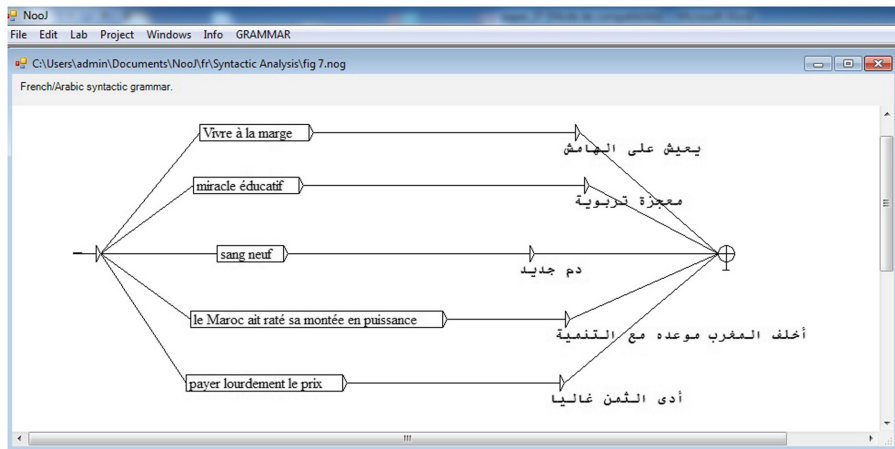 NooJ
File Edit Lab Project Windows Info GRAMMAR
C:\Users\admin\Documents\NooJ\fr\Syntactic Analysis\fig 7.nog
French/Arabic syntactic grammar.
Vivre à la marge
يعيش على الهامش
miracle éducatif
معجزة تربوية
sang neuf
دم جديد
le Maroc ait raté sa montée en puissance
أخلف المغرب موعده مع التنمية
payer lourdement le prix
أدى الثمن غاليا